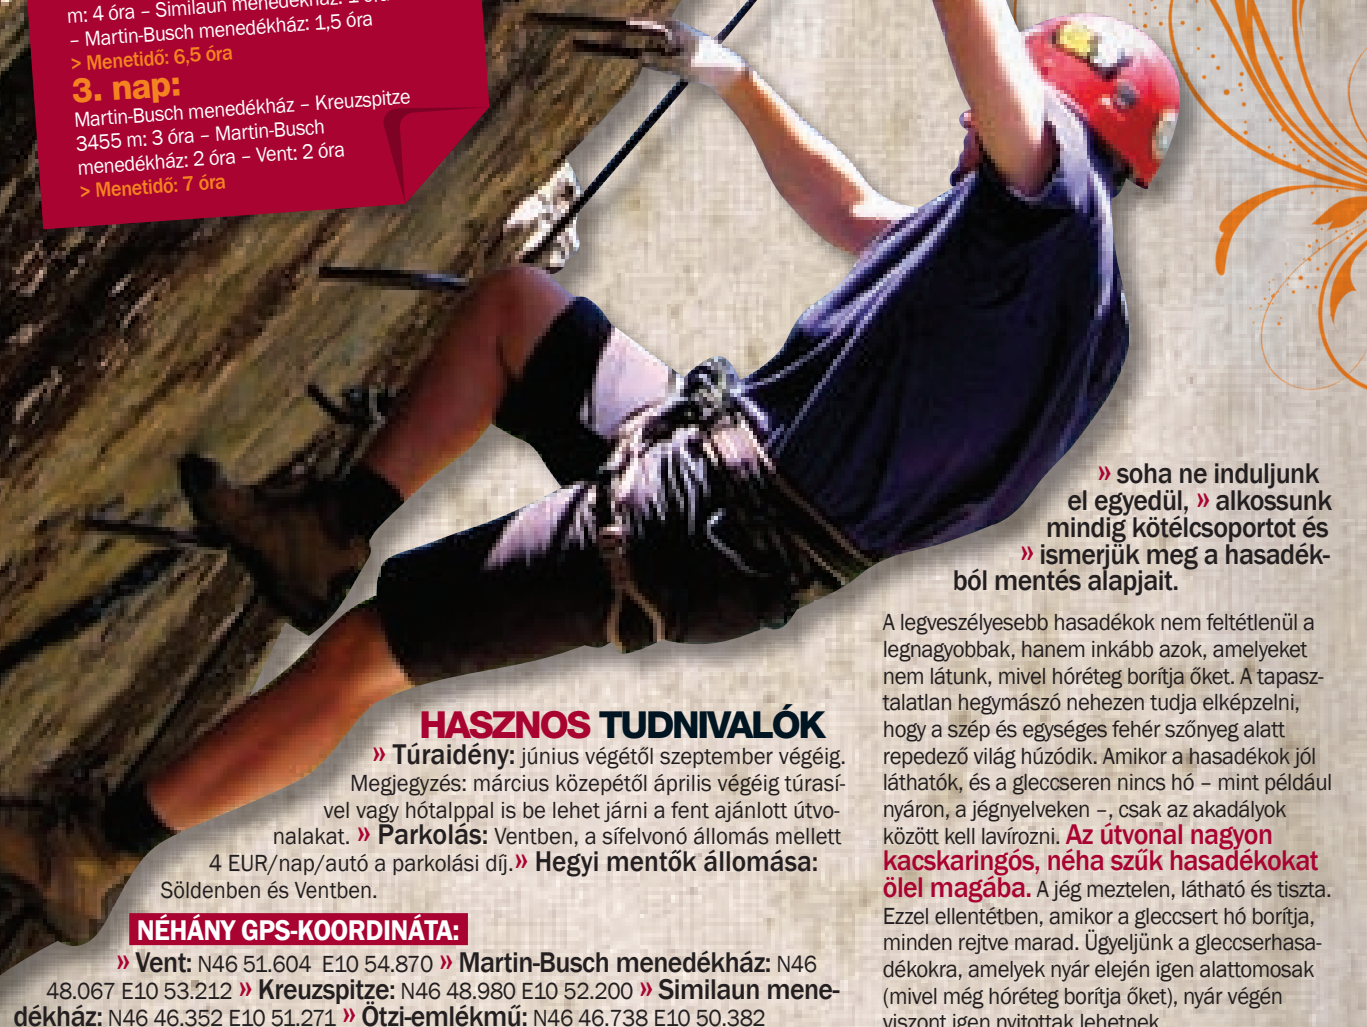 m: 4 óra – Similaun menedékház: 1 óra
– Martin-Busch menedékház: 1,5 óra
> Menetidő: 6,5 óra
3. nap:
Martin-Busch menedékház – Kreuzspitze
3455 m: 3 óra – Martin-Busch
menedékház: 2 óra – Vent: 2 óra
> Menetidő: 7 óra
» soha ne induljunk
el egyedül, » alkossunk
mindig kötélcsoportot és
» ismerjük meg a hasadék-
ból mentés alapjait.
HASZNOS TUDNIVALÓK
» Túraidény: június végétől szeptember végéig.
Megjegyzés: március közepétől április végéig túrasí-
vel vagy hótalppal is be lehet járni a fent ajánlott útvo-
nalakat. » Parkolás: Ventben, a sífelvonó állomás mellett
4 EUR/nap/autó a parkolási díj.» Hegyi mentők állomása:
Söldenben és Ventben.
NÉHÁNY GPS-KOORDINÁTA:
» Vent: N46 51.604 E10 54.870 » Martin-Busch menedékház: N46
48.067 E10 53.212 » Kreuzspitze: N46 48.980 E10 52.200 » Similaun mene-
dékház: N46 46.352 E10 51.271 » Ötzi-emlékmű: N46 46.738 E10 50.382
A legveszélyesebb hasadékok nem feltétlenül a
legnagyobbak, hanem inkább azok, amelyeket
nem látunk, mivel hóréteg borítja őket. A tapasz-
talatlan hegymászó nehezen tudja elképzelni,
hogy a szép és egységes fehér szőnyeg alatt
repedező világ húzódik. Amikor a hasadékok jól
láthatók, és a gleccseren nincs hó – mint például
nyáron, a jégnyelveken –, csak az akadályok
között kell lavírozni. Az útvonal nagyon
kacskaringós, néha szűk hasadékokat
ölel magába. A jég meztelen, látható és tiszta.
Ezzel ellentétben, amikor a gleccsert hó borítja,
minden rejtve marad. Ügyeljünk a gleccserhasa-
dékokra, amelyek nyár elején igen alattomosak
(mivel még hóréteg borítja őket), nyár végén
viszont igen nyitottak lehetnek.